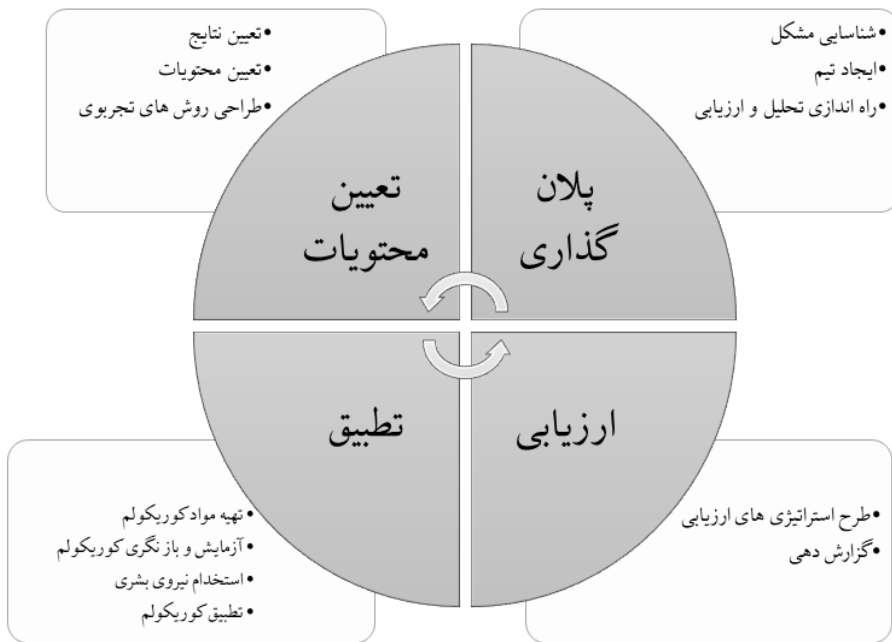 •شناسایی مشکل
•ایجاد تیم
•راه اندازی تحلیل و ارزیابی
پلان
گذاری
•تعیین نتایج
•تعیین محتویات
•طراحی روش های تجربوی
تعیین
محتویات
تطبیق
•تهیه مواد کوریکولم
•آزمایش و باز نگری کوریکولم
•استخدام نیروی بشری
•تطبیق کوریکولم
ارزیابی
•طرح استراتیژی های ارزیابی
•گزارش دهی